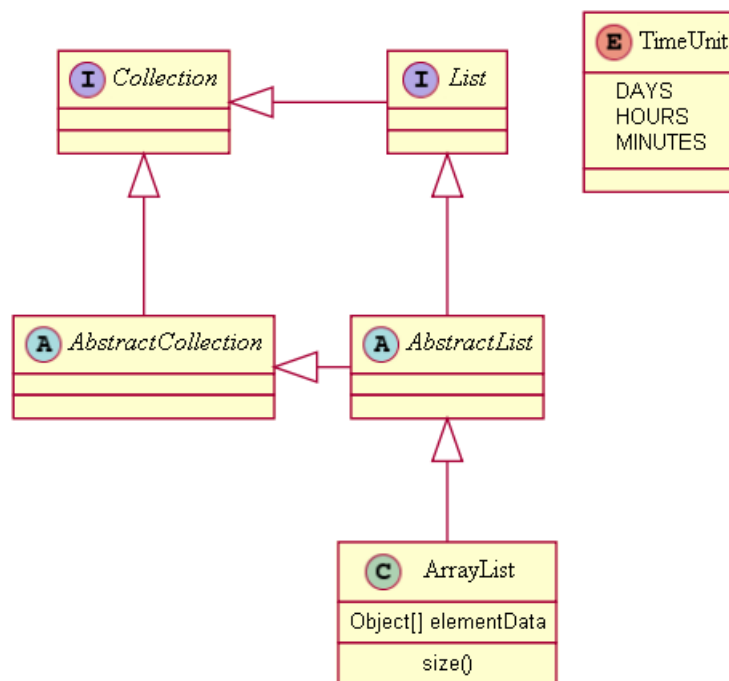 I Collection
I List
E TimeUnit
DAYS
HOURS
MINUTES
A AbstractCollection
A AbstractList
C ArrayList
Object[] elementData
size()